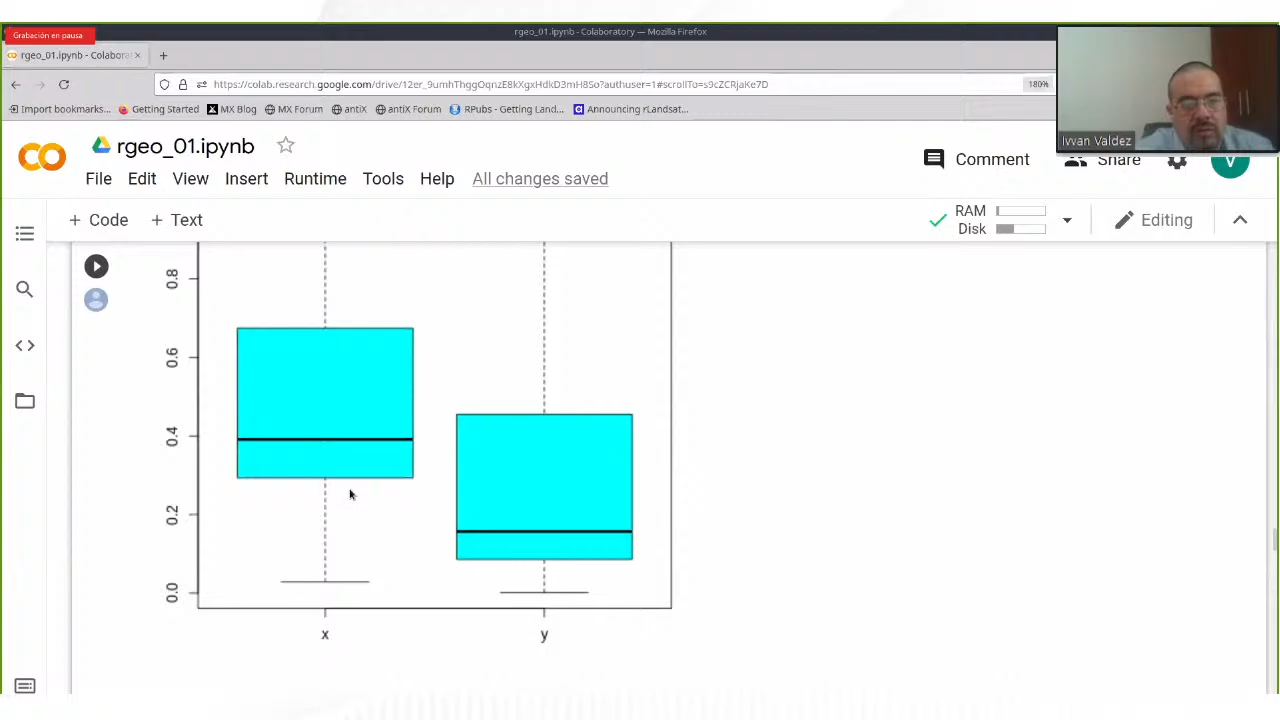 Grabación en pausa
rgeo_01.ipynb - Colaboratory — Mozilla Firefox
rgeo_01.ipynb - Colabora
https://colab.research.google.com/drive/12er_9umhThggOqnzE8kXgxHdkD3mH8So?authuser=1#scrollTo=s9cZCRjaKe7D
180%
Import bookmarks... Getting Started MX Blog MX Forum antiX antiX Forum RPubs - Getting Land... Announcing rLandsat...
Ivvan Valdez
rgeo_01.ipynb
Comment Share
V
File Edit View Insert Runtime Tools Help All changes saved
+ Code + Text
RAM
Disk
Editing
0.8
0.6
0.4
0.2
0.0
x y